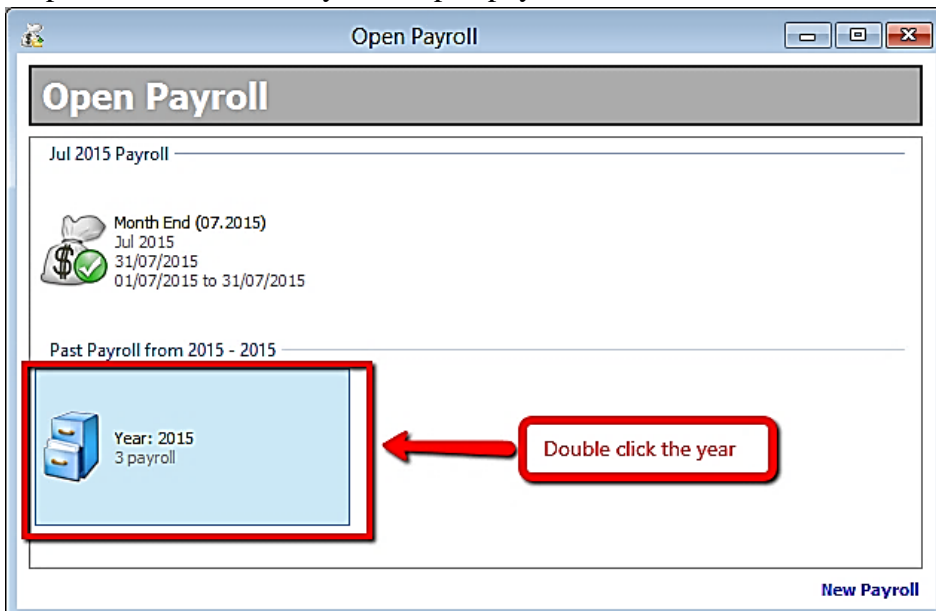 Open Payroll
Open Payroll
Jul 2015 Payroll
Month End (07.2015)
Jul 2015
31/07/2015
01/07/2015 to 31/07/2015
Past Payroll from 2015 - 2015
Year: 2015
3 payroll
Double click the year
New Payroll